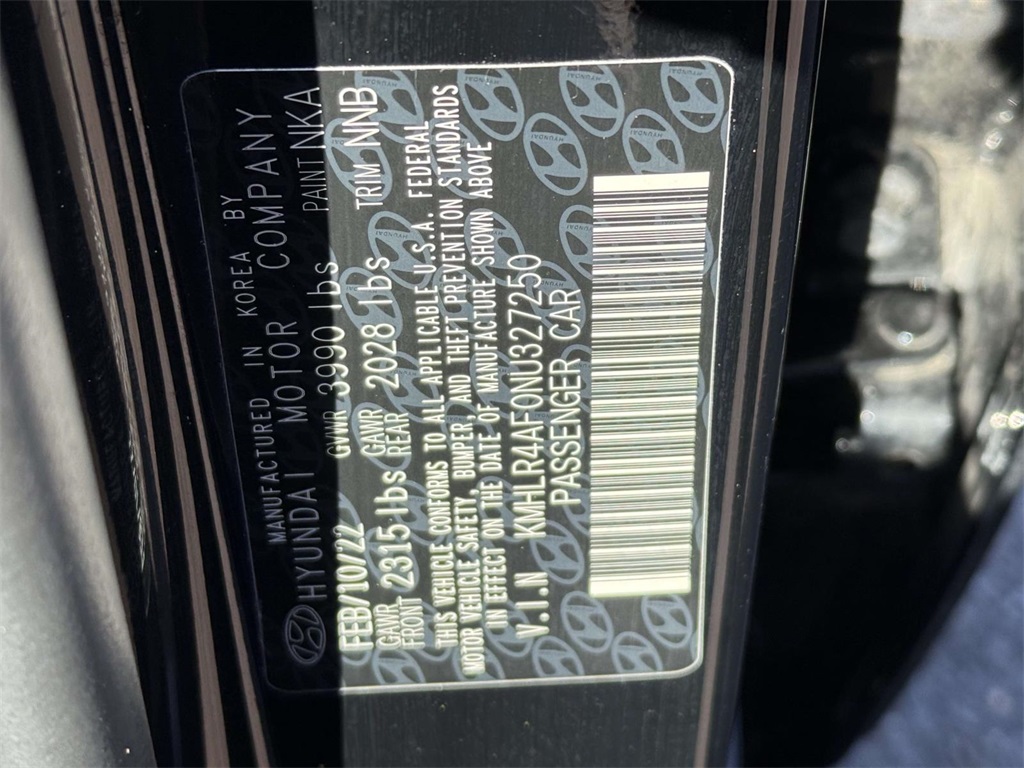 MANUFACTURED IN KOREA BY
HYUNDAI MOTOR COMPANY
GVWR 3990 lbs PAINT NKA
FEB/10/22
GAWR FRONT 2315 lbs GAWR REAR 2028 lbs TRIM NNB
THIS VEHICLE CONFORMS TO ALL APPLICABLE U.S.A. FEDERAL
MOTOR VEHICLE SAFETY, BUMPER, AND THEFT PREVENTION STANDARDS
IN EFFECT ON THE DATE OF MANUFACTURE SHOWN ABOVE
V.I.N KMHLR4AF0NU327250
PASSENGER CAR